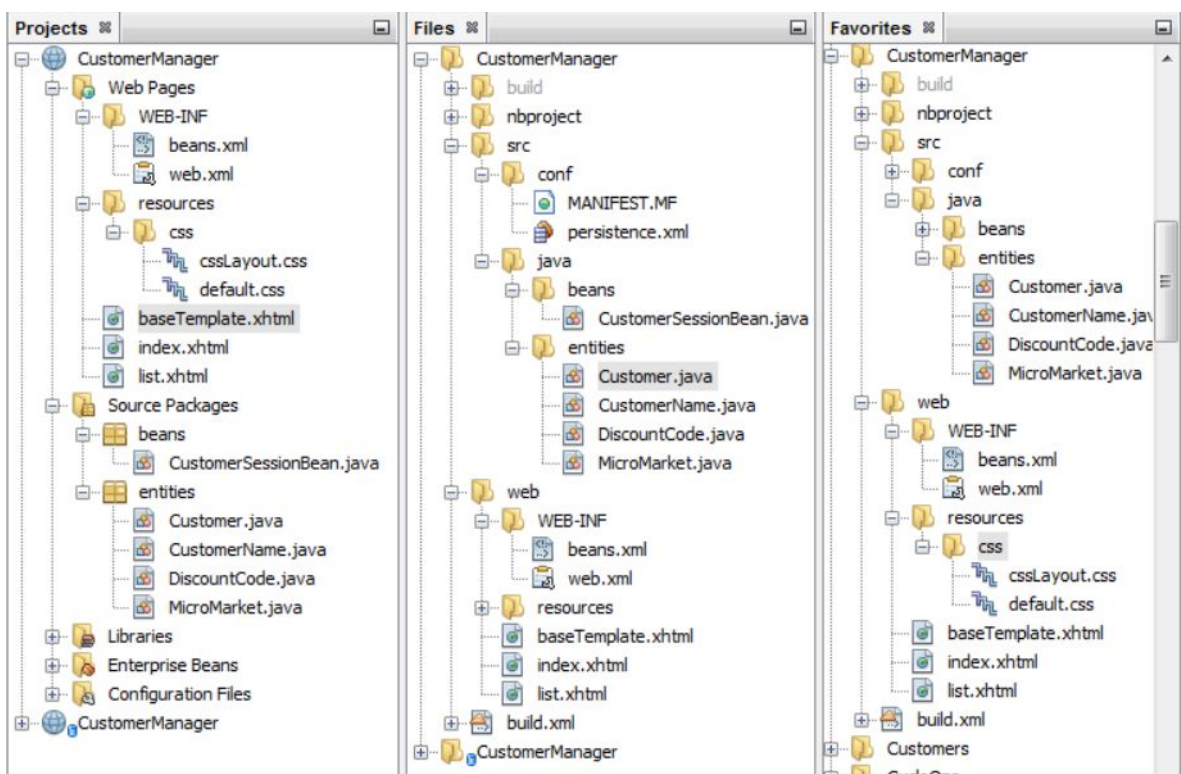 Projects
CustomerManager
Web Pages
WEB-INF
beans.xml
web.xml
resources
css
cssLayout.css
default.css
baseTemplate.xhtml
index.xhtml
list.xhtml
Source Packages
beans
CustomerSessionBean.java
entities
Customer.java
CustomerName.java
DiscountCode.java
MicroMarket.java
Libraries
Enterprise Beans
Configuration Files
CustomerManager
Files
CustomerManager
build
nbproject
src
conf
MANIFEST.MF
persistence.xml
java
beans
CustomerSessionBean.java
entities
Customer.java
CustomerName.java
DiscountCode.java
MicroMarket.java
web
WEB-INF
beans.xml
web.xml
resources
baseTemplate.xhtml
index.xhtml
list.xhtml
build.xml
CustomerManager
Favorites
CustomerManager
build
nbproject
src
conf
java
beans
entities
Customer.java
CustomerName.jav
DiscountCode.java
MicroMarket.java
web
WEB-INF
beans.xml
web.xml
resources
css
cssLayout.css
default.css
baseTemplate.xhtml
index.xhtml
list.xhtml
build.xml
Customers